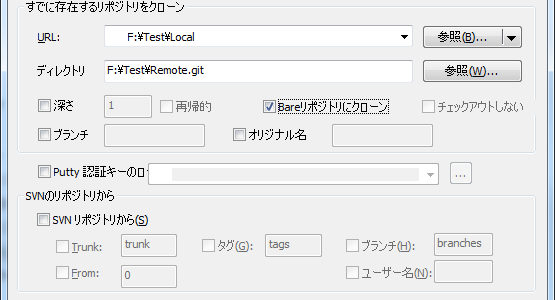 すでに存在するリポジトリをクローン
URL: F:¥Test¥Local 参照(B)...
ディレクトリ F:¥Test¥Remote.git 参照(W)...
深さ 1 再帰的 Bareリポジトリにクローン チェックアウトしない
ブランチ オリジナル名
Putty 認証キーのロー ...
SVNのリポジトリから
SVN リポジトリから(S)
Trunk: trunk タグ(G): tags ブランチ(H): branches
From: 0 ユーザー名(N):